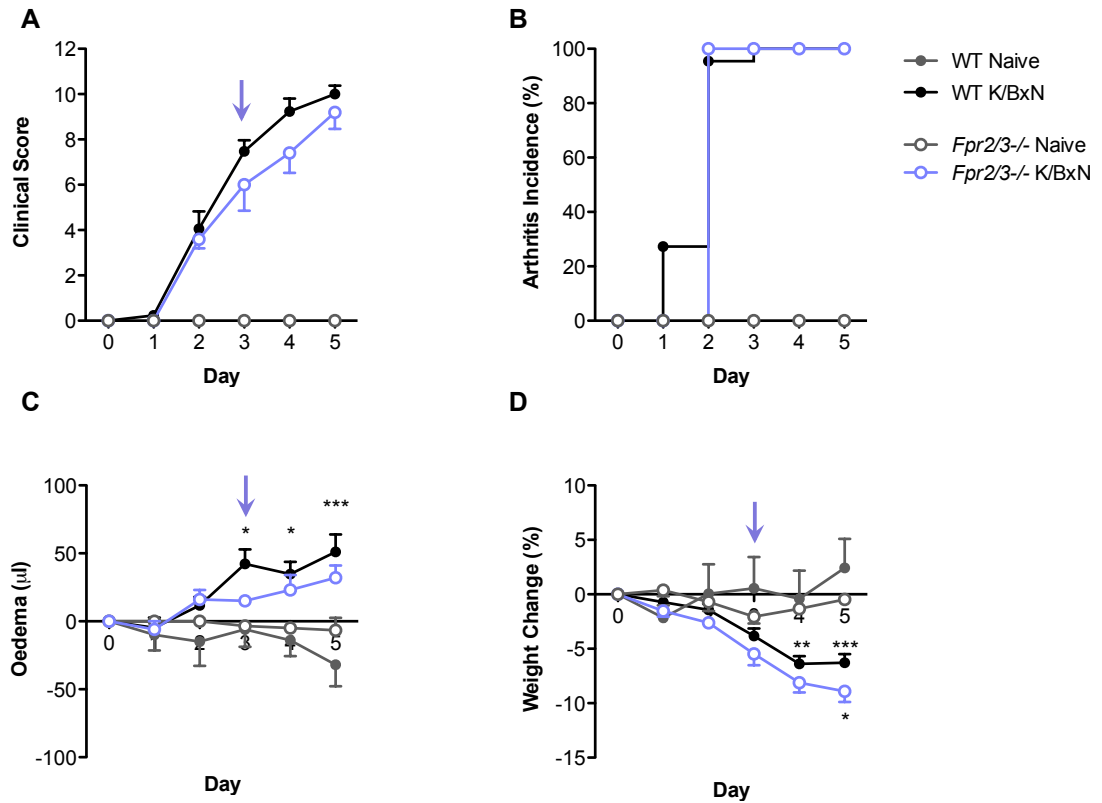 A
12
10
8
6
4
2
0
0 1 2 3 4 5
Clinical Score
Day
B
100
80
60
40
20
0
0 1 2 3 4 5
Arthritis Incidence (%)
Day
WT Naive
WT K/BxN
Fpr2/3-/- Naive
Fpr2/3-/- K/BxN
C
100
50
0
-50
-100
* * ***
0 3 5
Oedema (µl)
Day
D
10
5
0
-5
-10
-15
0 4 5
** ***
*
Weight Change (%)
Day